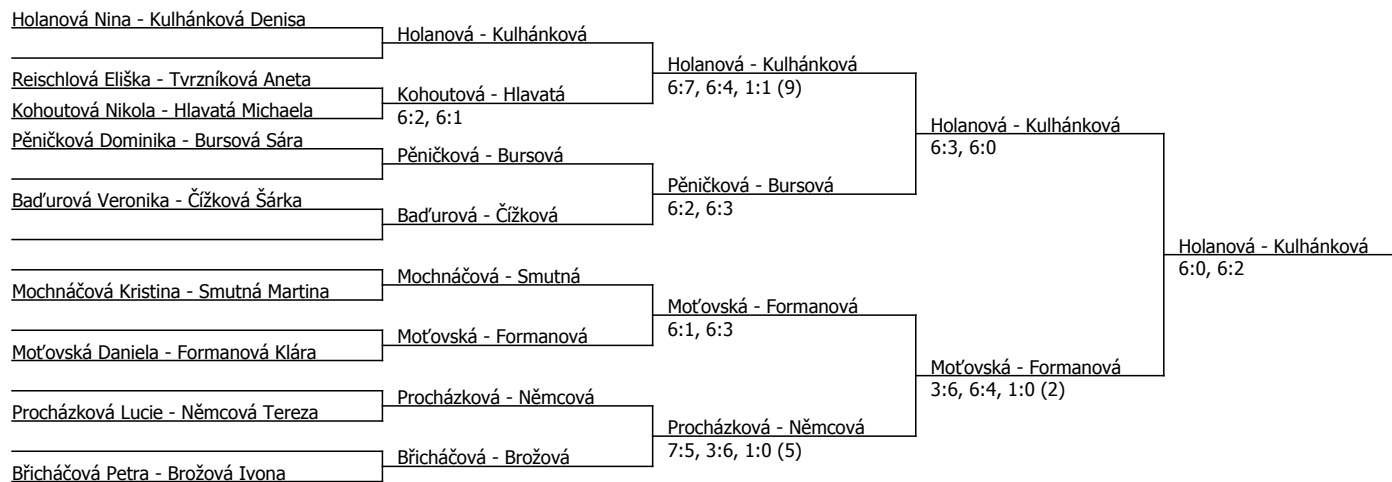 Holanová Nina - Kulhánková Denisa
Reischlová Eliška - Tvrzníková Aneta
Kohoutová Nikola - Hlavatá Michaela
Pěničková Dominika - Bursová Sára
Baďurová Veronika - Čížková Šárka
Mochnáčová Kristina - Smutná Martina
Moťovská Daniela - Formanová Klára
Procházková Lucie - Němcová Tereza
Břicháčová Petra - Brožová Ivona
Holanová - Kulhánková
Kohoutová - Hlavatá
6:2, 6:1
Pěničková - Bursová
Baďurová - Čížková
Mochnáčová - Smutná
Moťovská - Formanová
Procházková - Němcová
Břicháčová - Brožová
Holanová - Kulhánková
6:7, 6:4, 1:1 (9)
Pěničková - Bursová
6:2, 6:3
Moťovská - Formanová
6:1, 6:3
Procházková - Němcová
7:5, 3:6, 1:0 (5)
Holanová - Kulhánková
6:3, 6:0
Moťovská - Formanová
3:6, 6:4, 1:0 (2)
Holanová - Kulhánková
6:0, 6:2